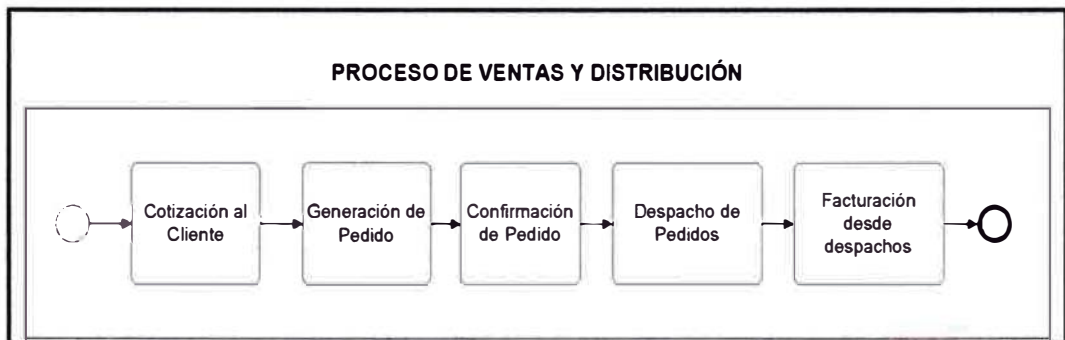 PROCESO DE VENTAS Y DISTRIBUCIÓN
Cotización al
Cliente
Generación de
Pedido
Confirmación
de Pedido
Despacho de
Pedidos
Facturación
desde
despachos